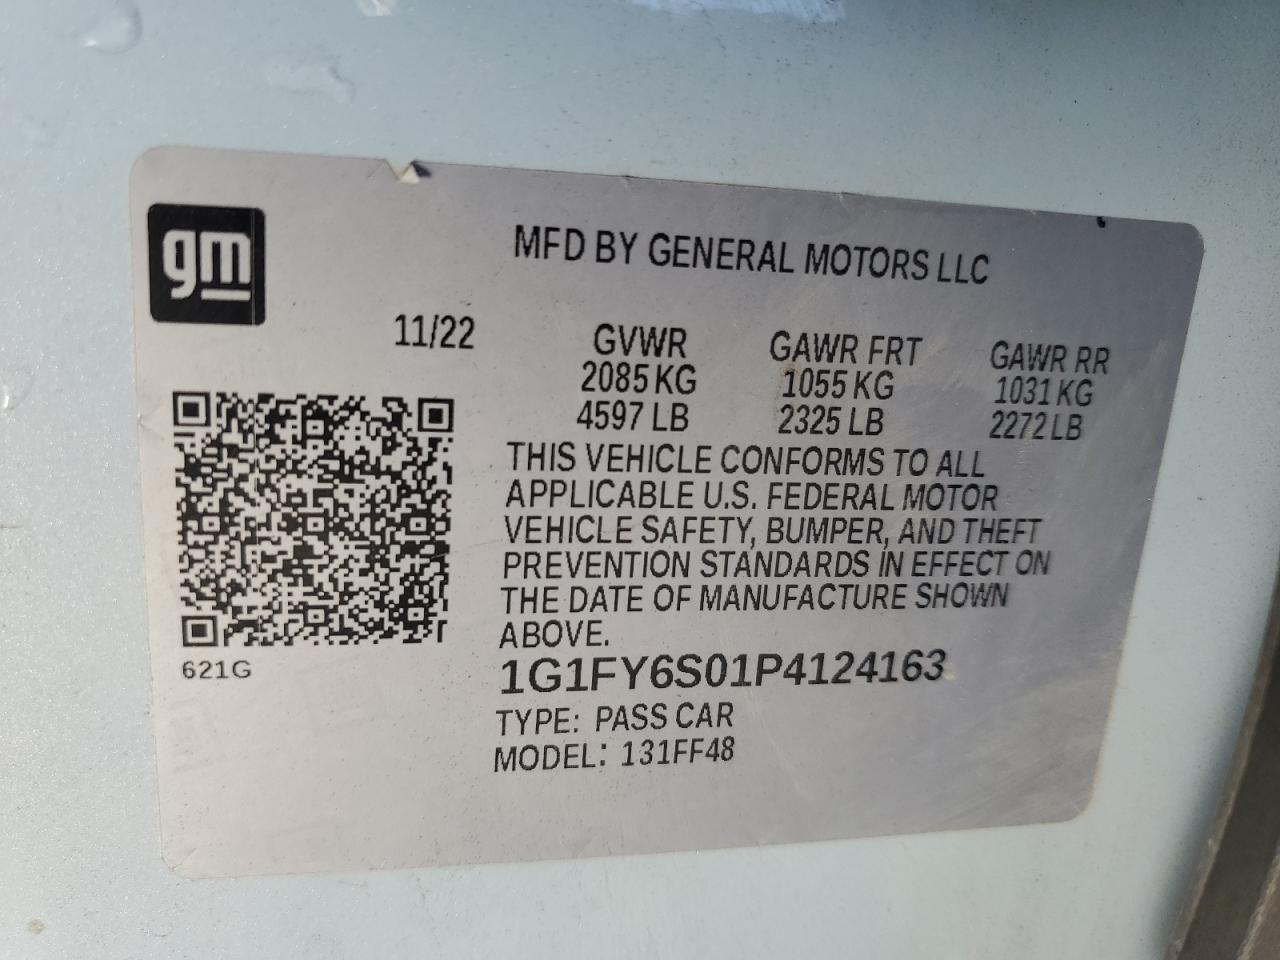 gm
MFD BY GENERAL MOTORS LLC
11/22 GVWR GAWR FRT GAWR RR
2085 KG 1055 KG 1031 KG
4597 LB 2325 LB 2272 LB
THIS VEHICLE CONFORMS TO ALL
APPLICABLE U.S. FEDERAL MOTOR
VEHICLE SAFETY, BUMPER, AND THEFT
PREVENTION STANDARDS IN EFFECT ON
THE DATE OF MANUFACTURE SHOWN
ABOVE.
621G
1G1FY6S01P4124163
TYPE: PASS CAR
MODEL: 131FF48